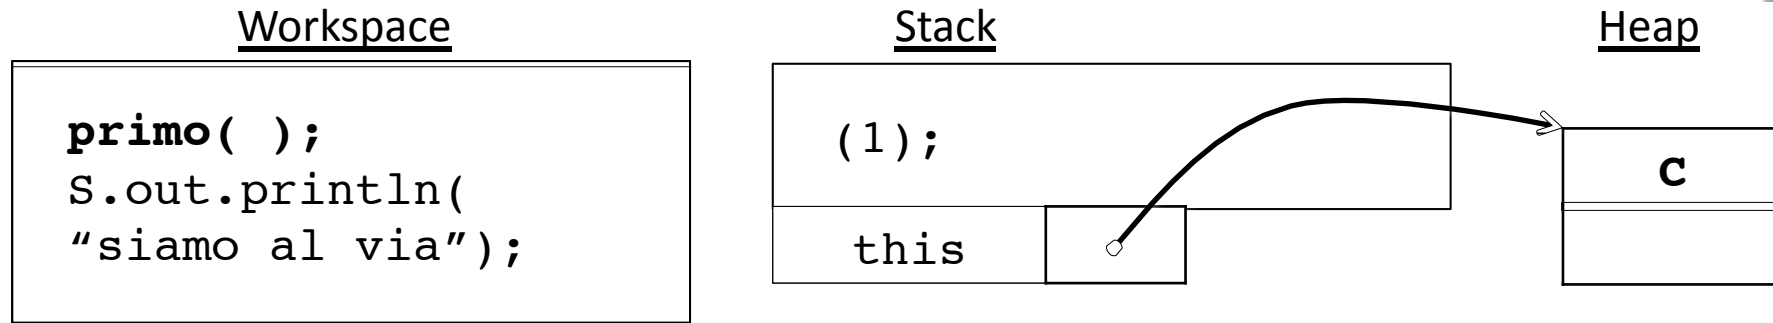 Workspace
Stack
Heap
primo( );
S.out.println(
“siamo al via”);
(1);
this
C